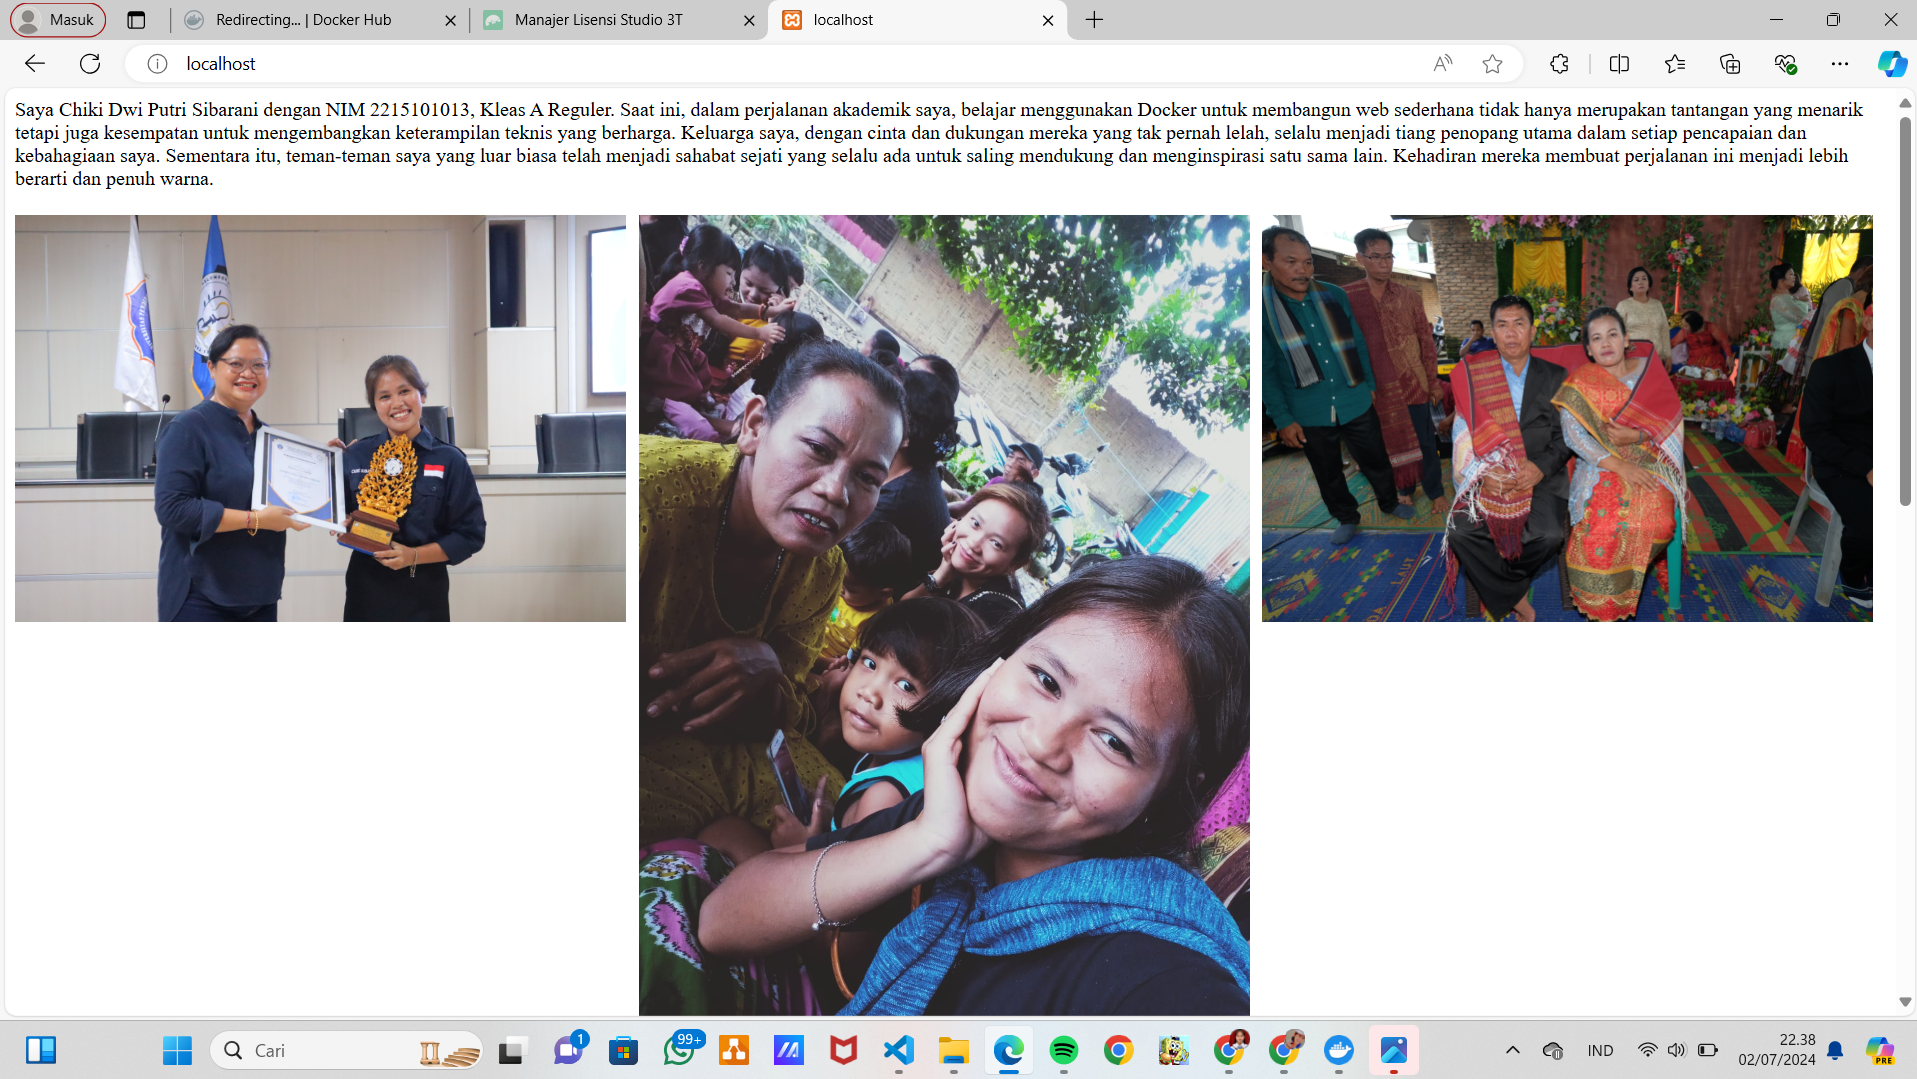 Masuk
Redirecting... | Docker Hub
Manajer Lisensi Studio 3T
localhost
localhost
Saya Chiki Dwi Putri Sibarani dengan NIM 2215101013, Kleas A Reguler. Saat ini, dalam perjalanan akademik saya, belajar menggunakan Docker untuk membangun web sederhana tidak hanya merupakan tantangan yang menarik
tetapi juga kesempatan untuk mengembangkan keterampilan teknis yang berharga. Keluarga saya, dengan cinta dan dukungan mereka yang tak pernah lelah, selalu menjadi tiang penopang utama dalam setiap pencapaian dan
kebahagiaan saya. Sementara itu, teman-teman saya yang luar biasa telah menjadi sahabat sejati yang selalu ada untuk saling mendukung dan menginspirasi satu sama lain. Kehadiran mereka membuat perjalanan ini menjadi lebih
berarti dan penuh warna.
Cari
1
99+
IND
22.38
02/07/2024
PRE